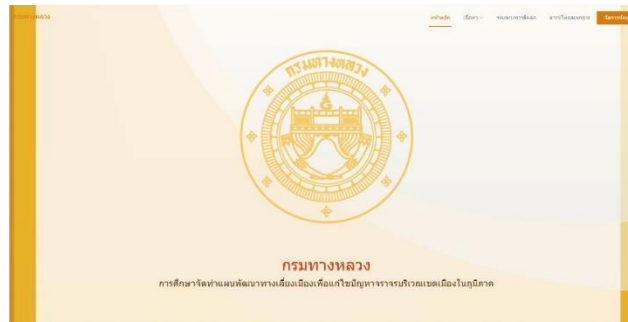 กรมทางหลวง
หน้าหลัก
กรมทางหลวง
กรมทางหลวง
การศึกษาจัดทำแผนพัฒนาทางเลี่ยงเมืองเพื่อแก้ไขปัญหาจราจรบริเวณเขตเมืองในภูมิภาค